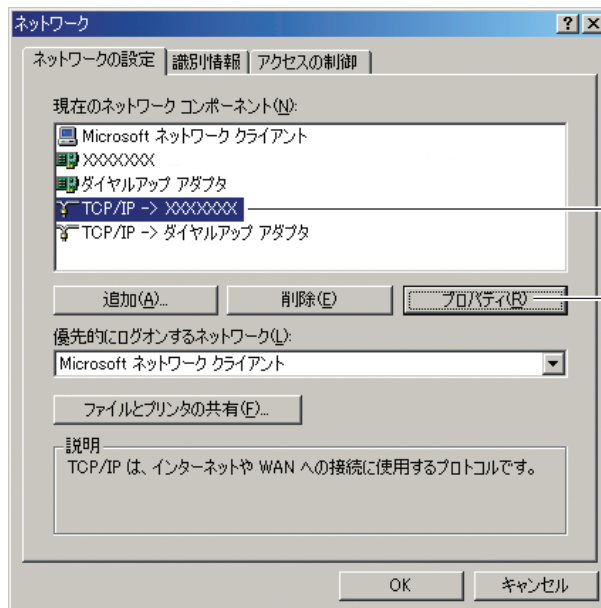 ネットワーク
ネットワークの設定 識別情報 アクセスの制御
現在のネットワーク コンポーネント(N):
Microsoft ネットワーク クライアント
XXXXXXX
ダイヤルアップ アダプタ
TCP/IP -> XXXXXXX
TCP/IP -> ダイヤルアップ アダプタ
追加(A)... 削除(E) プロパティ(R)
優先的にログオンするネットワーク(L):
Microsoft ネットワーク クライアント
ファイルとプリンタの共有(F)...
説明
TCP/IP は、インターネットや WAN への接続に使用するプロトコルです。
OK キャンセル